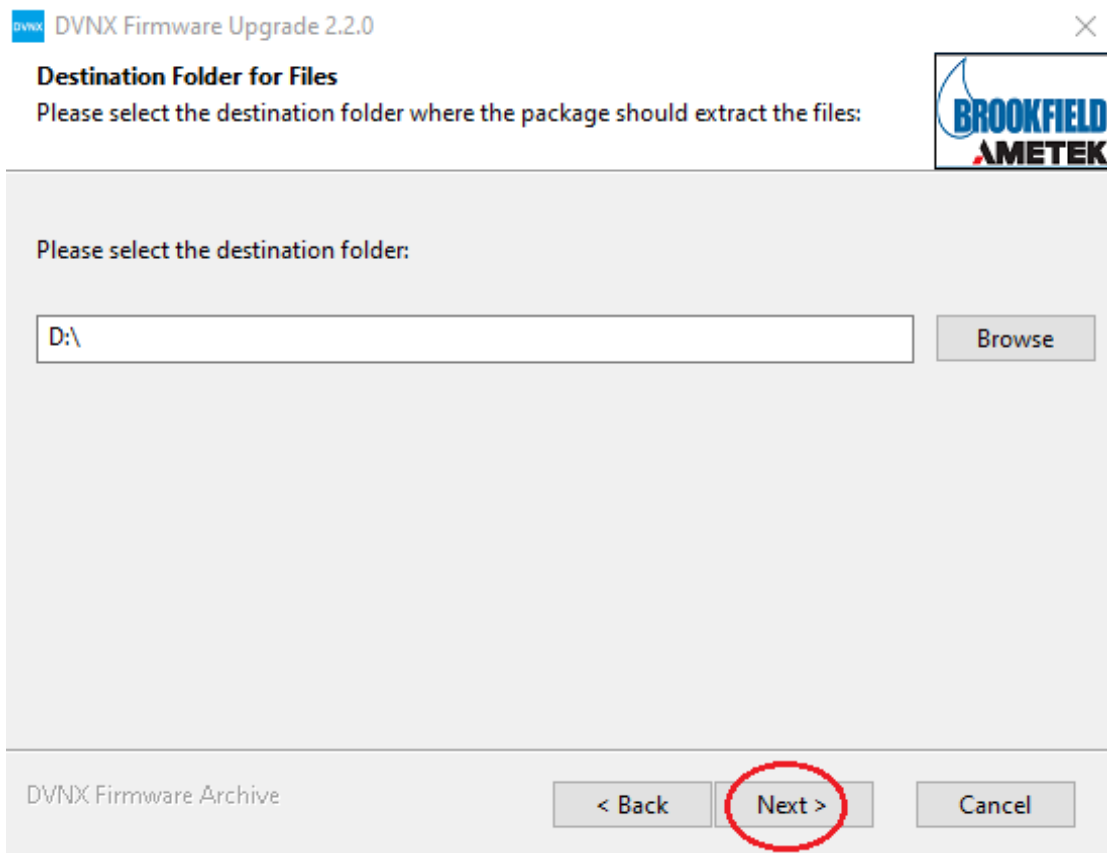 DVNX
DVNX Firmware Upgrade 2.2.0
Destination Folder for Files
Please select the destination folder where the package should extract the files:
BROOKFIELD
AMETEK
Please select the destination folder:
D:\
Browse
DVNX Firmware Archive
< Back
Next >
Cancel